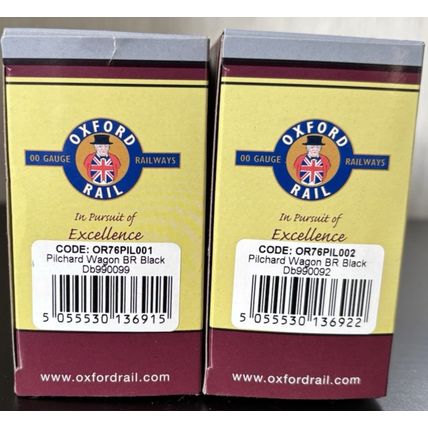 OXFORD
00 GAUGE RAILWAYS
RAIL
In Pursuit of
Excellence
CODE: OR76PIL001
Pilchard Wagon BR Black
Db990099
5 055530 136915
www.oxfordrail.com
OXFORD
00 GAUGE RAILWAYS
RAIL
In Pursuit of
Excellence
CODE: OR76PIL002
Pilchard Wagon BR Black
Db990092
5 055530 136922
www.oxfordrail.com